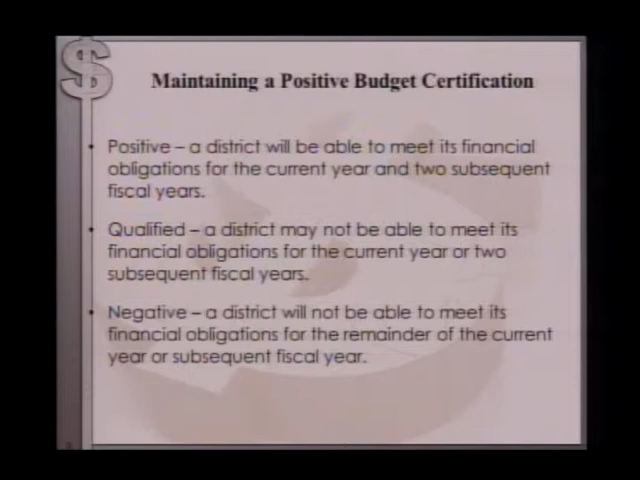 Maintaining a Positive Budget Certification
• Positive – a district will be able to meet its financial
obligations for the current year and two subsequent
fiscal years.
• Qualified – a district may not be able to meet its
financial obligations for the current year or two
subsequent fiscal years.
• Negative – a district will not be able to meet its
financial obligations for the remainder of the current
year or subsequent fiscal year.